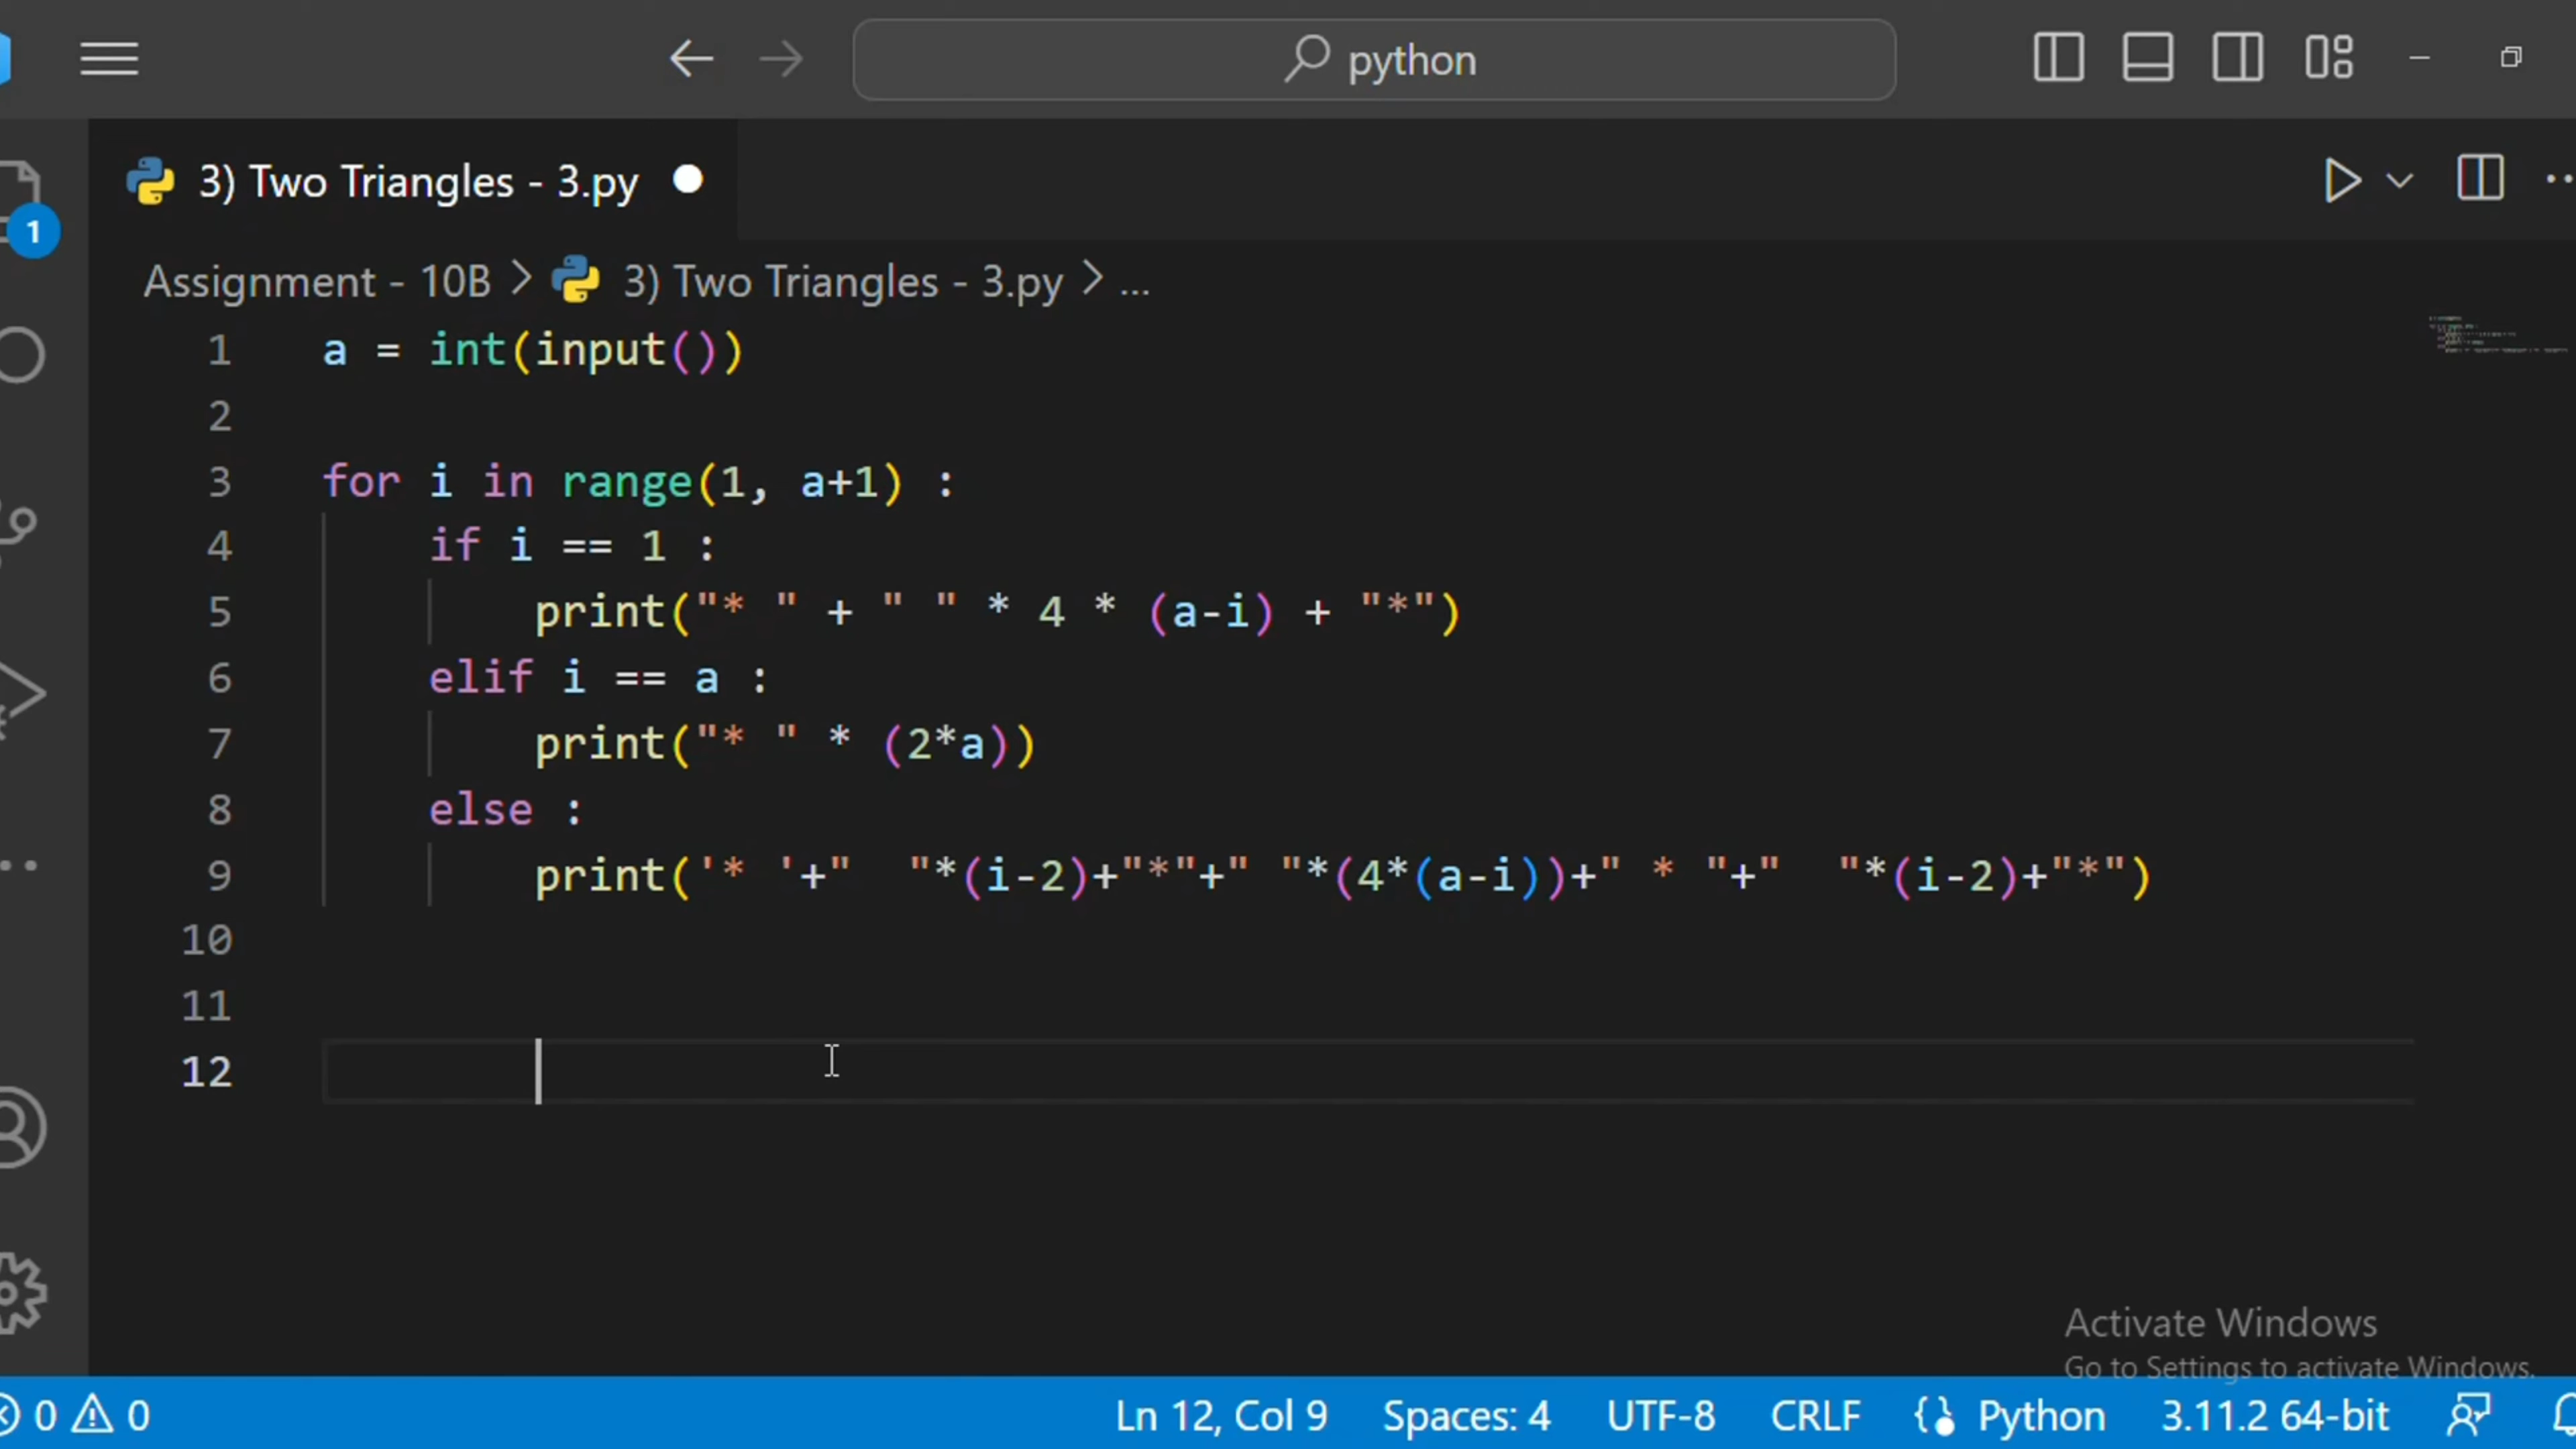 python
3) Two Triangles - 3.py
1
Assignment - 10B > 3) Two Triangles - 3.py > ...
1 a = int(input())
2
3 for i in range(1, a+1) :
4     if i == 1 :
5         print("* " + " " * 4 * (a-i) + "*")
6     elif i == a :
7         print("* " * (2*a))
8     else :
9         print('* '+"  "*(i-2)+"*"+" "*(4*(a-i))+" * "+"  "*(i-2)+"*")
10
11
12
Activate Windows
Go to Settings to activate Windows.
0 0 Ln 12, Col 9 Spaces: 4 UTF-8 CRLF Python 3.11.2 64-bit